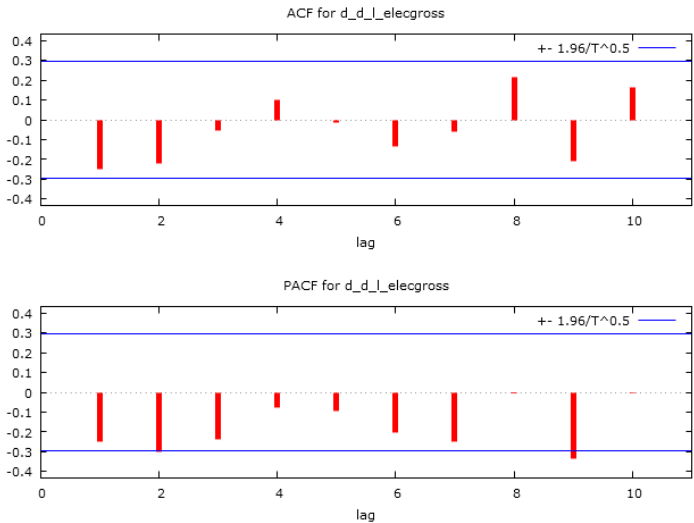 ACF for d_d_l_elecgross
+- 1.96/T^0.5
0.4
0.3
0.2
0.1
0
-0.1
-0.2
-0.3
-0.4
0 2 4 6 8 10
lag
PACF for d_d_l_elecgross
+- 1.96/T^0.5
0.4
0.3
0.2
0.1
0
-0.1
-0.2
-0.3
-0.4
0 2 4 6 8 10
lag